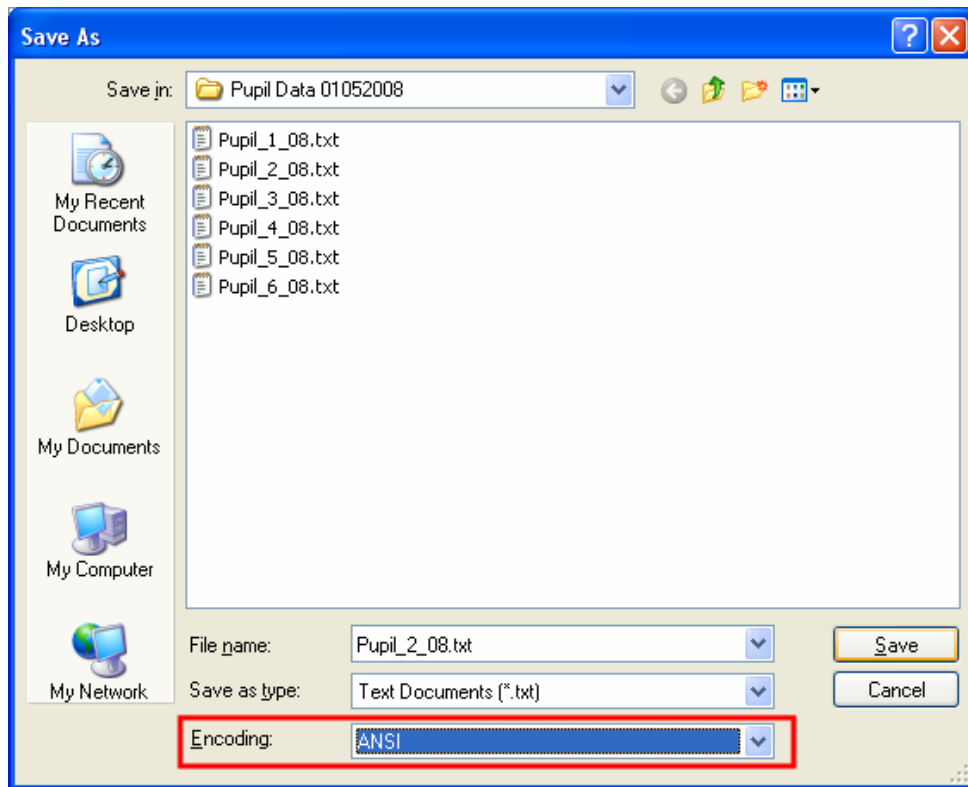 Save As
Save in:
Pupil Data 01052008
My Recent
Documents
Desktop
My Documents
My Computer
My Network
Pupil_1_08.txt
Pupil_2_08.txt
Pupil_3_08.txt
Pupil_4_08.txt
Pupil_5_08.txt
Pupil_6_08.txt
File name:
Pupil_2_08.txt
Save
Save as type:
Text Documents (*.txt)
Cancel
Encoding:
ANSI